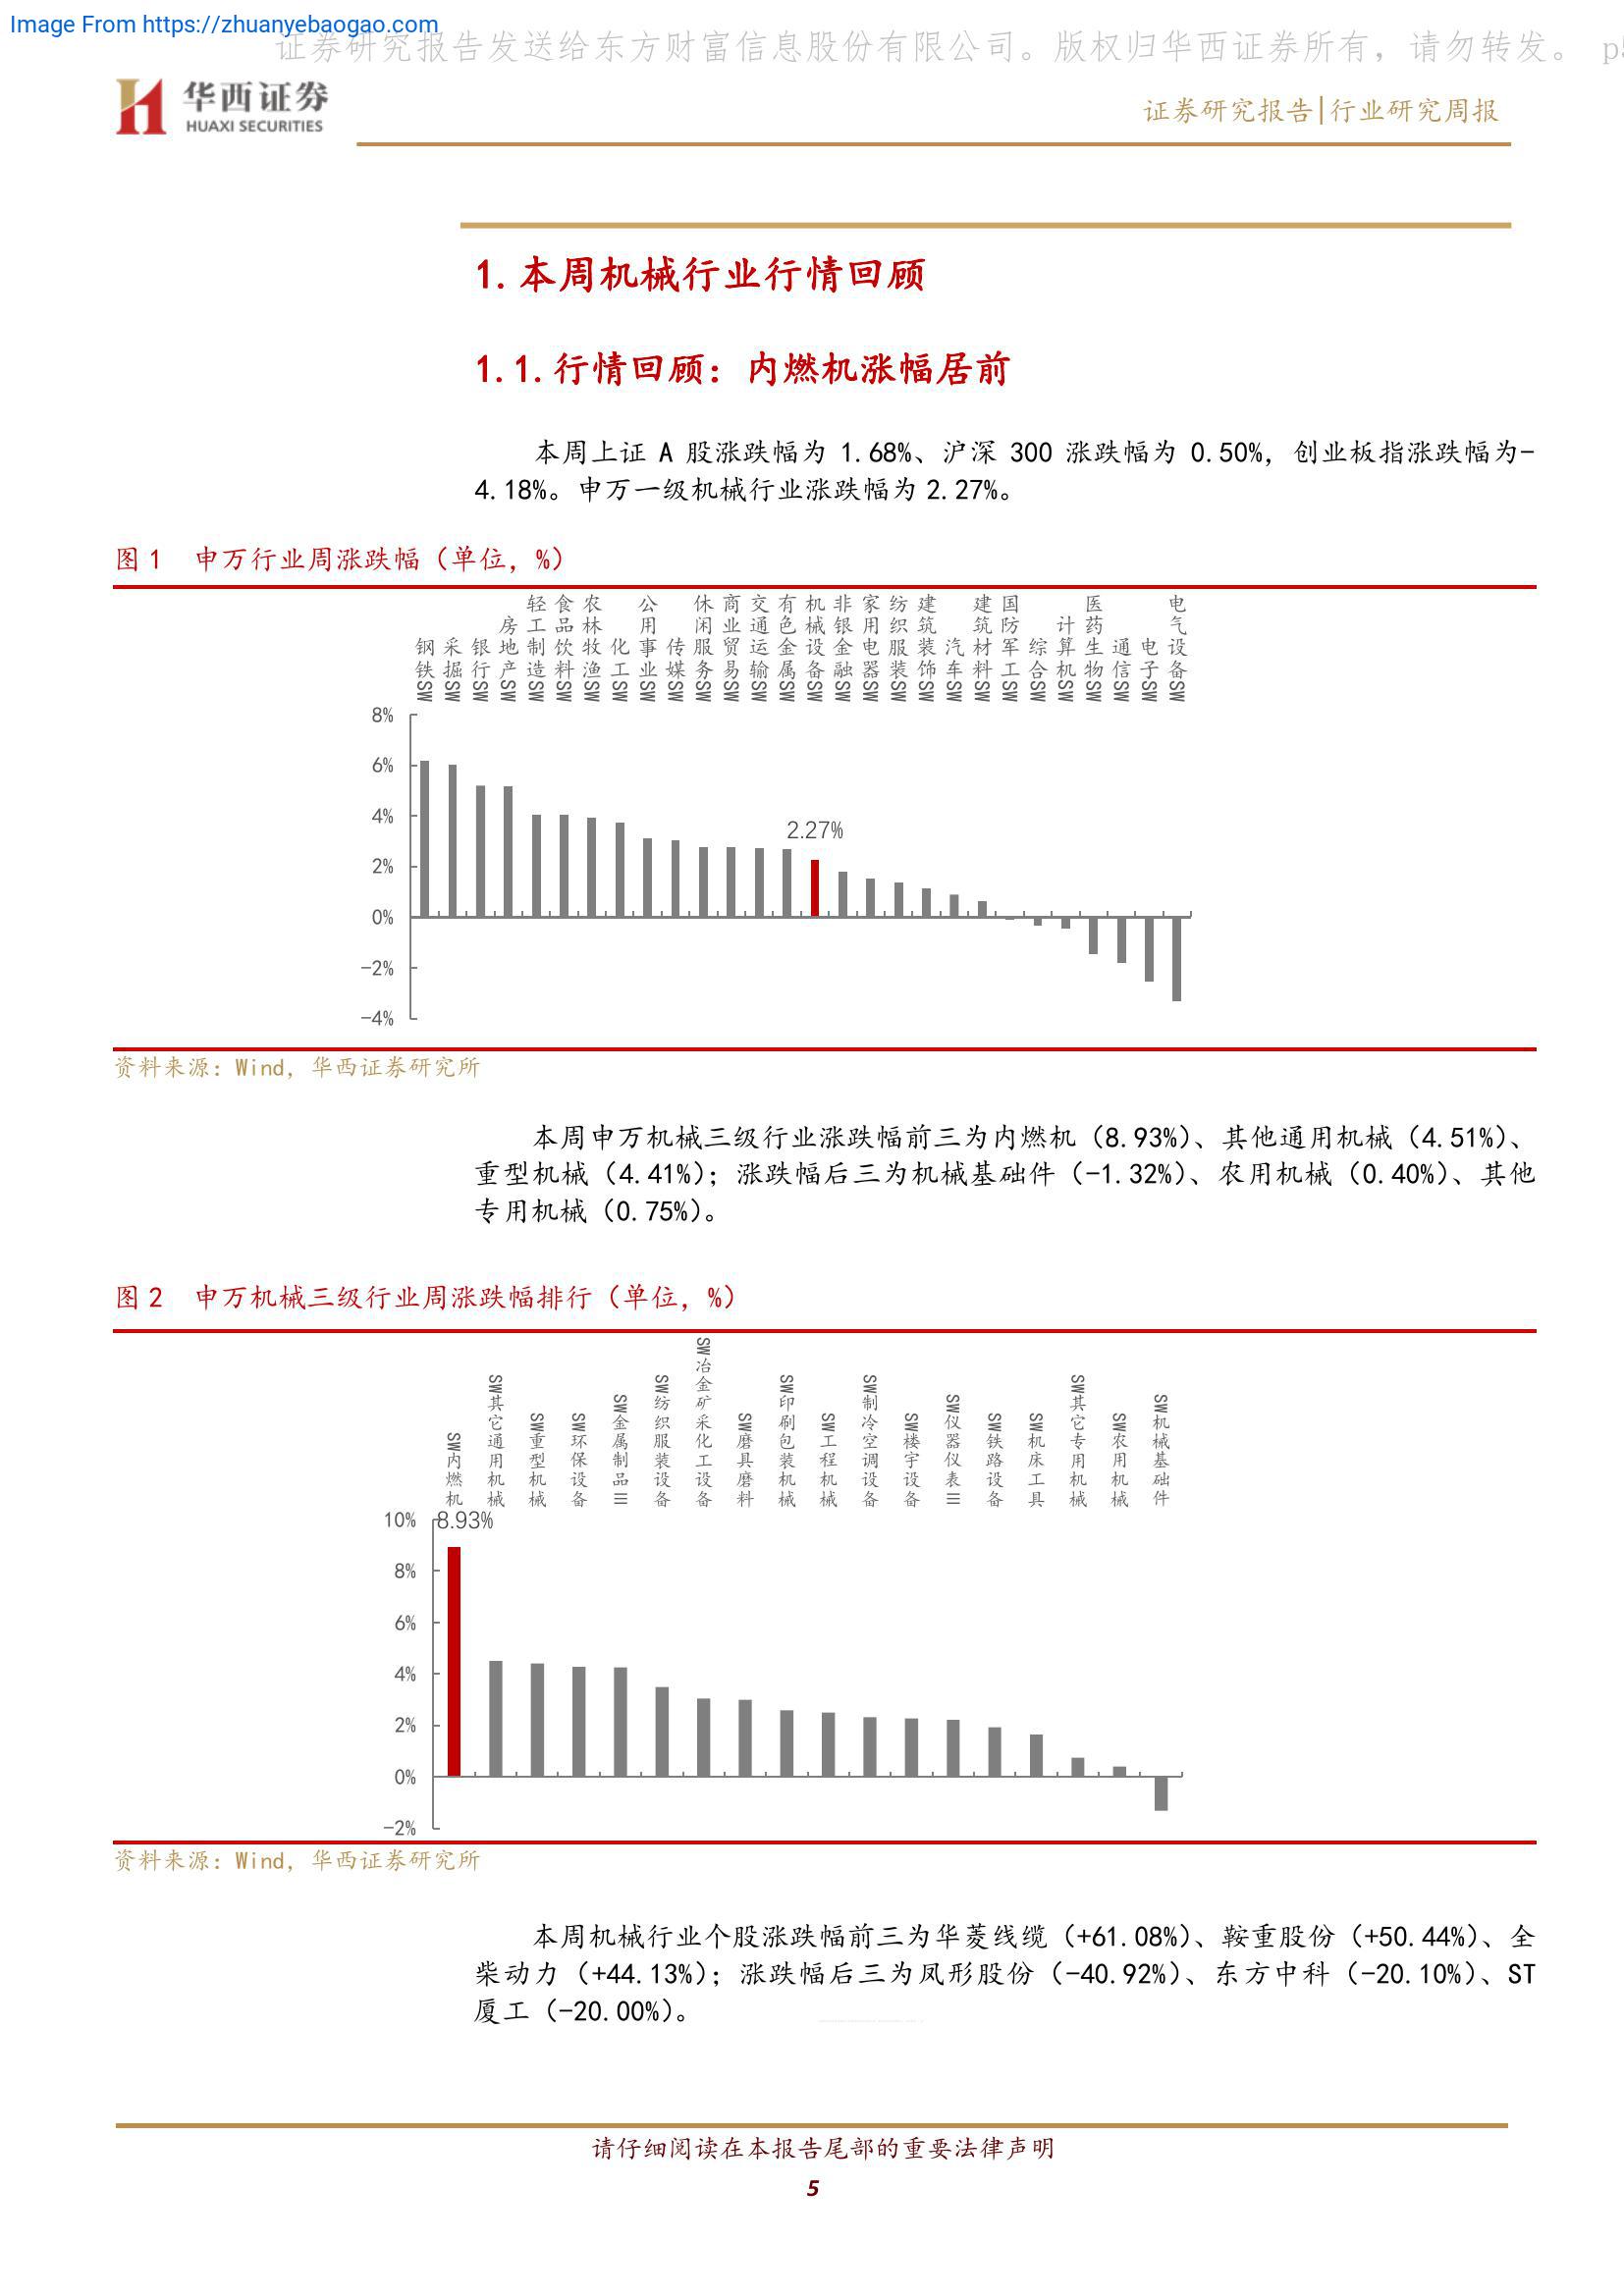 Image From https://zhuanyebaogao.com
证券研究报告发送给东方财富信息股份有限公司。版权归华西证券所有，请勿转发。 p
华西证券
HUAXI SECURITIES
证券研究报告|行业研究周报
1.本周机械行业行情回顾
1.1.行情回顾：内燃机涨幅居前
本周上证 A 股涨跌幅为 1.68%、沪深 300 涨跌幅为 0.50%，创业板指涨跌幅为-
4.18%。申万一级机械行业涨跌幅为 2.27%。
图 1 申万行业周涨跌幅（单位，%）
钢铁SW
采掘SW
银行SW
房地产SW
轻工制造SW
食品饮料SW
农林牧渔SW
化工SW
公用事业SW
传媒SW
休闲服务SW
商业贸易SW
交通运输SW
有色金属SW
机械设备SW
非银金融SW
家用电器SW
纺织服装SW
建筑装饰SW
汽车SW
建筑材料SW
国防军工SW
综合SW
计算机SW
医药生物SW
通信SW
电子SW
电气设备SW
8%
6%
4%
2.27%
2%
0%
-2%
-4%
资料来源：Wind，华西证券研究所
本周申万机械三级行业涨跌幅前三为内燃机（8.93%）、其他通用机械（4.51%）、
重型机械（4.41%）；涨跌幅后三为机械基础件（-1.32%）、农用机械（0.40%）、其他
专用机械（0.75%）。
图 2 申万机械三级行业周涨跌幅排行（单位，%）
SW内燃机
SW其它通用机械
SW重型机械
SW环保设备
SW金属制品Ⅲ
SW纺织服装设备
SW冶金矿采化工设备
SW磨具磨料
SW印刷包装机械
SW工程机械
SW制冷空调设备
SW楼宇设备
SW仪器仪表Ⅲ
SW铁路设备
SW机床工具
SW其它专用机械
SW农用机械
SW机械基础件
10%
8.93%
8%
6%
4%
2%
0%
-2%
资料来源：Wind，华西证券研究所
本周机械行业个股涨跌幅前三为华菱线缆（+61.08%）、鞍重股份（+50.44%）、全
柴动力（+44.13%）；涨跌幅后三为凤形股份（-40.92%）、东方中科（-20.10%）、ST
厦工（-20.00%）。
请仔细阅读在本报告尾部的重要法律声明
5